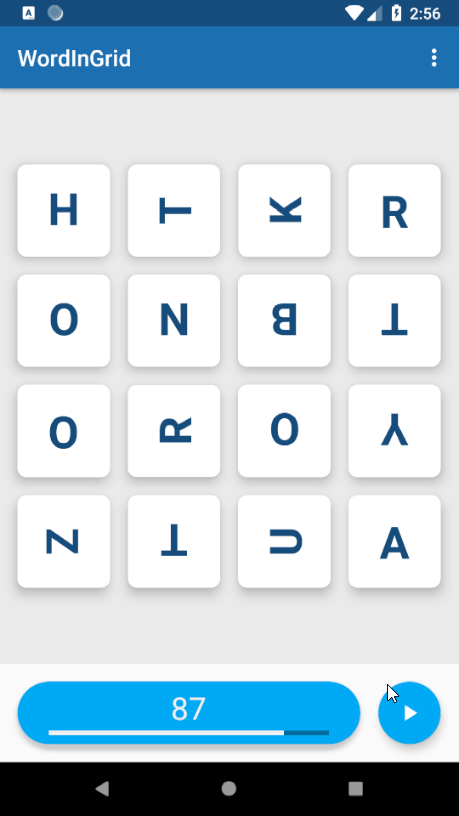 A 2:56
WordInGrid
H T K R
O N B T
O R O Y
Z T U A
87